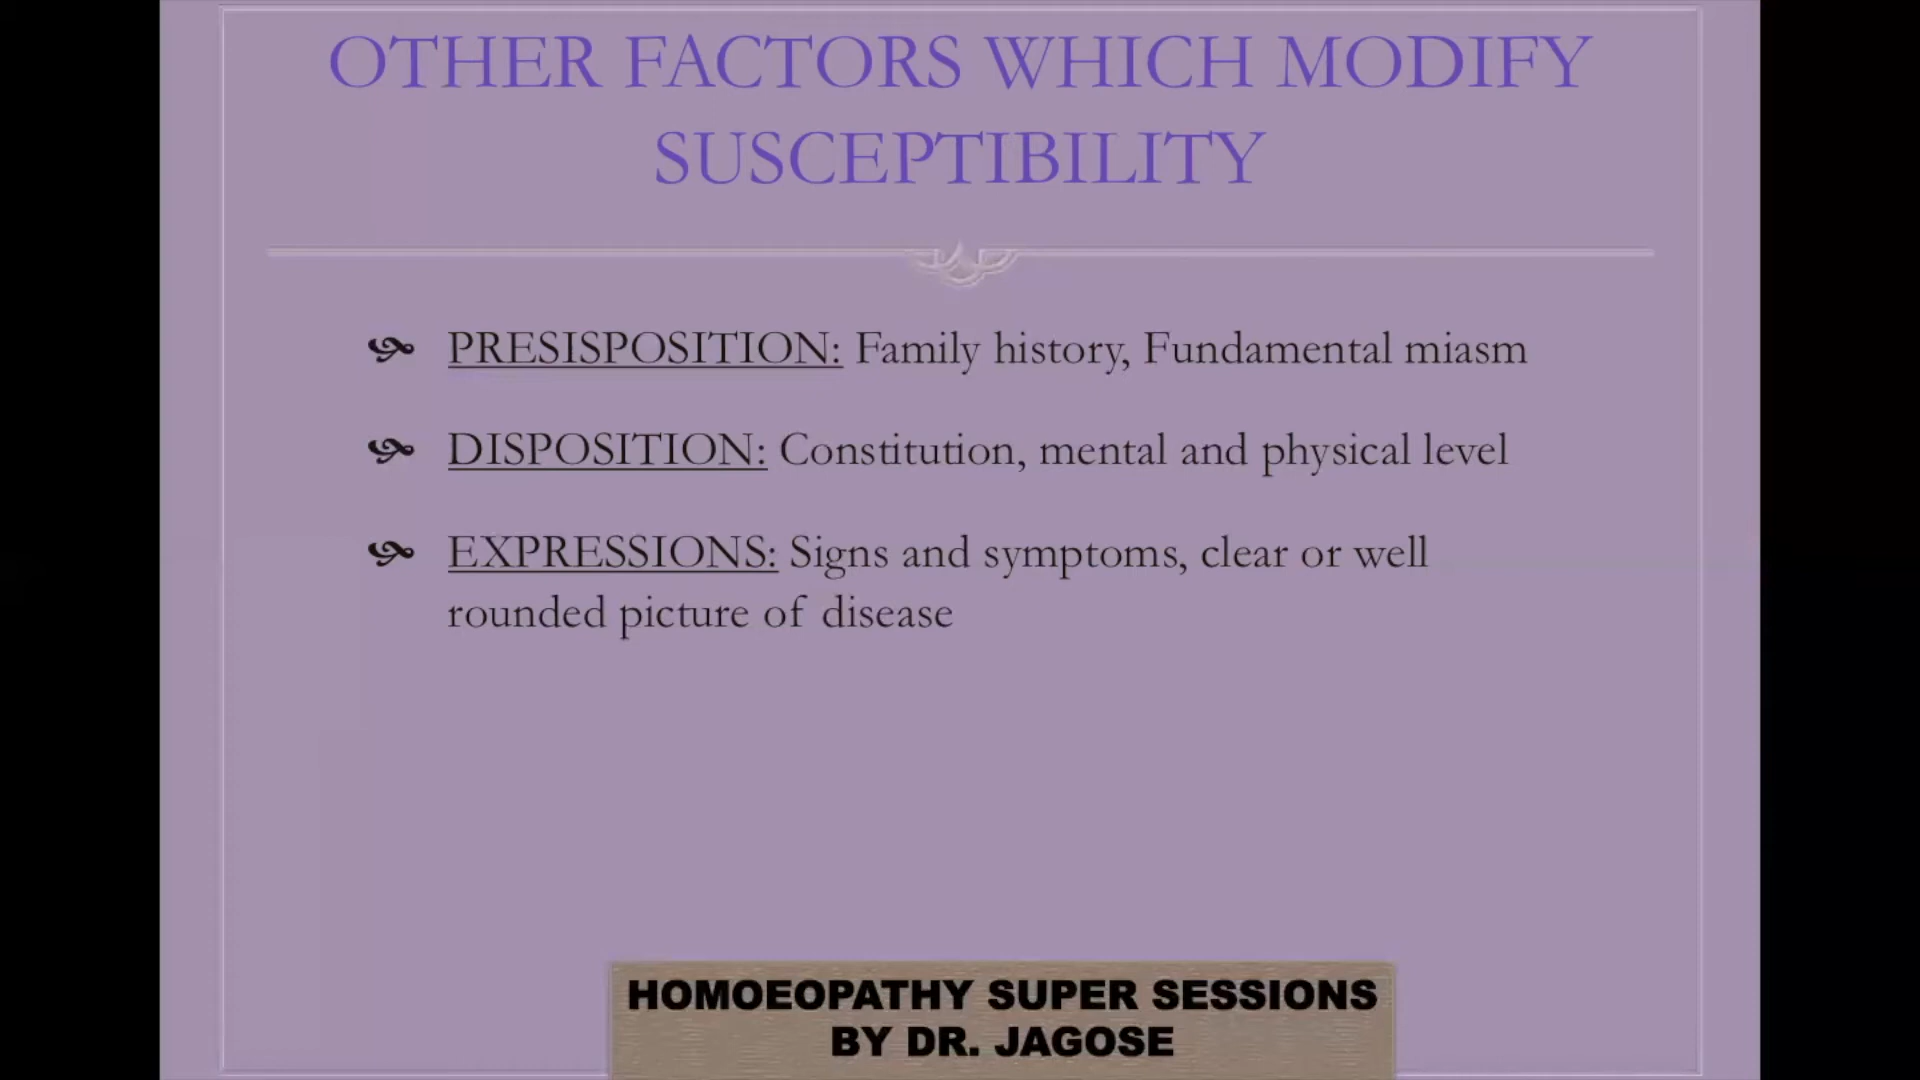 OTHER FACTORS WHICH MODIFY
SUSCEPTIBILITY
PRESISPOSITION: Family history, Fundamental miasm
DISPOSITION: Constitution, mental and physical level
EXPRESSIONS: Signs and symptoms, clear or well
rounded picture of disease
HOMOEOPATHY SUPER SESSIONS
BY DR. JAGOSE